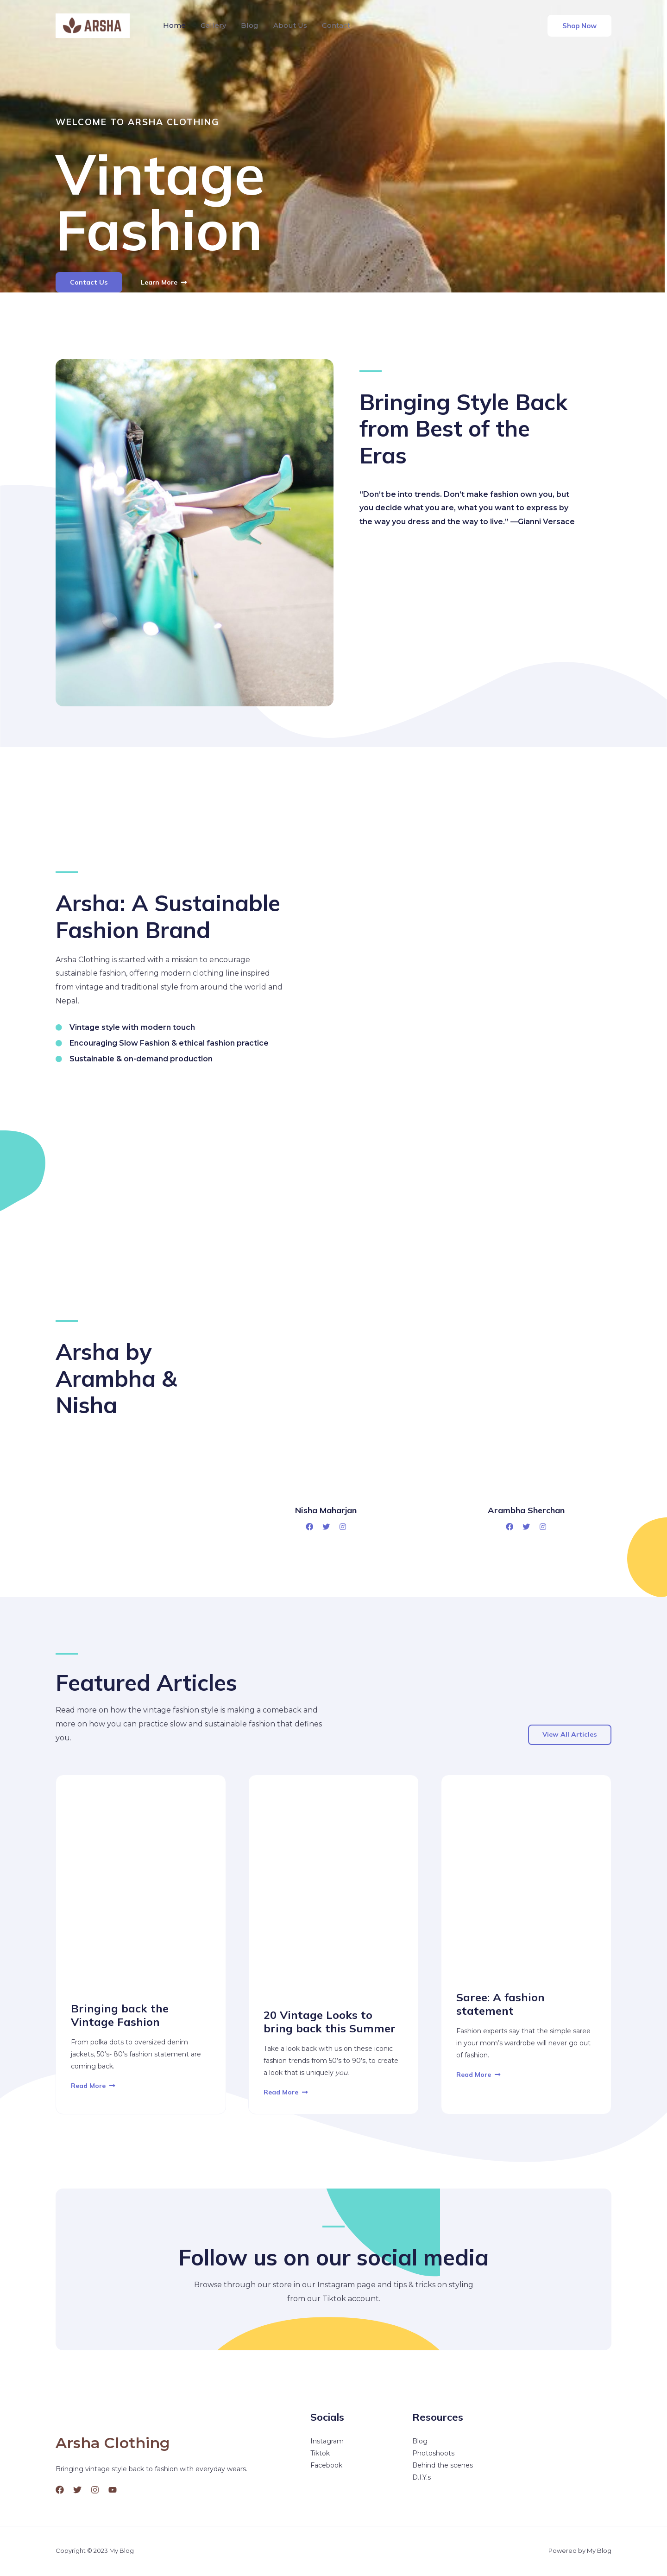 ARSHA
Home
Gallery
Blog
About Us
Contact
Shop Now
WELCOME TO ARSHA CLOTHING
Vintage
Fashion
Contact Us
Learn More
Bringing Style Back
from Best of the
Eras
“Don’t be into trends. Don’t make fashion own you, but
you decide what you are, what you want to express by
the way you dress and the way to live.” —Gianni Versace
Arsha: A Sustainable
Fashion Brand
Arsha Clothing is started with a mission to encourage
sustainable fashion, offering modern clothing line inspired
from vintage and traditional style from around the world and
Nepal.
Vintage style with modern touch
Encouraging Slow Fashion & ethical fashion practice
Sustainable & on-demand production
Arsha by
Arambha &
Nisha
Nisha Maharjan
Arambha Sherchan
Featured Articles
Read more on how the vintage fashion style is making a comeback and
more on how you can practice slow and sustainable fashion that defines
you.
View All Articles
Bringing back the
Vintage Fashion
From polka dots to oversized denim
jackets, 50’s- 80’s fashion statement are
coming back.
Read More
20 Vintage Looks to
bring back this Summer
Take a look back with us on these iconic
fashion trends from 50’s to 90’s, to create
a look that is uniquely you.
Read More
Saree: A fashion
statement
Fashion experts say that the simple saree
in your mom’s wardrobe will never go out
of fashion.
Read More
Follow us on our social media
Browse through our store in our Instagram page and tips & tricks on styling
from our Tiktok account.
Arsha Clothing
Bringing vintage style back to fashion with everyday wears.
Socials
Instagram
Tiktok
Facebook
Resources
Blog
Photoshoots
Behind the scenes
D.I.Y.s
Copyright © 2023 My Blog
Powered by My Blog